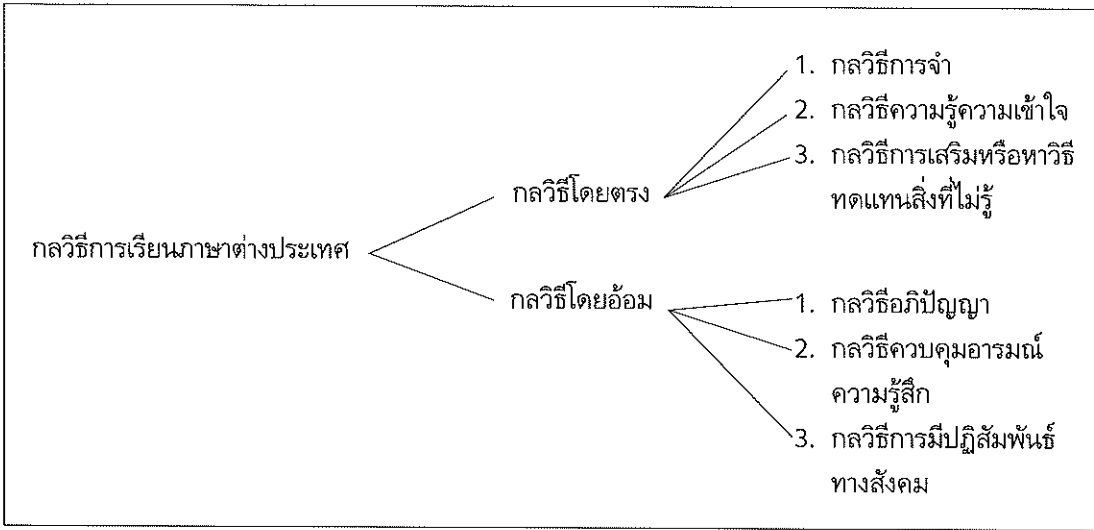 1. กลวิธีการจำ
2. กลวิธีความรู้ความเข้าใจ
3. กลวิธีการเสริมหรือหาวิธี
ทดแทนสิ่งที่ไม่รู้
กลวิธีโดยตรง
กลวิธีการเรียนภาษาต่างประเทศ
กลวิธีโดยอ้อม
1. กลวิธีอภิปัญญา
2. กลวิธีควบคุมอารมณ์
ความรู้สึก
3. กลวิธีการมีปฏิสัมพันธ์
ทางสังคม